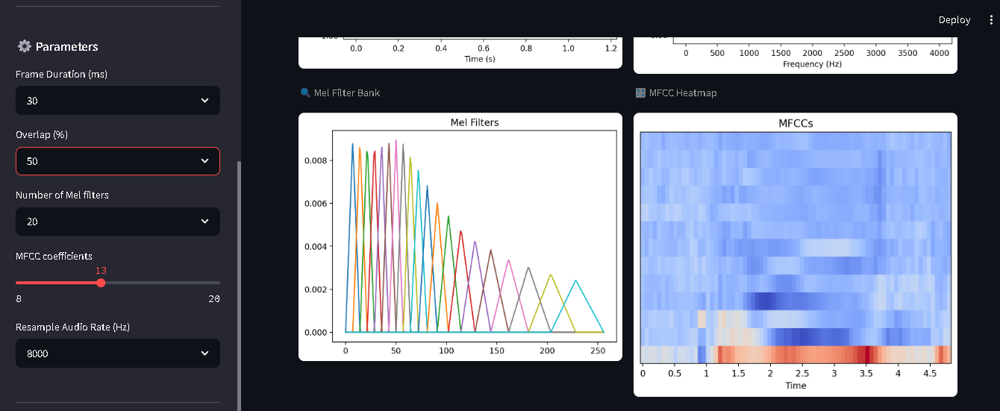 Deploy
Parameters
Frame Duration (ms)
30
Overlap (%)
50
Number of Mel filters
20
MFCC coefficients
13
8 20
Resample Audio Rate (Hz)
8000
0.0 0.2 0.4 0.6 0.8 1.0 1.2
Time (s)
0 500 1000 1500 2000 2500 3000 3500 4000
Frequency (Hz)
Mel Filter Bank
Mel Filters
0.008
0.006
0.004
0.002
0.000
0 50 100 150 200 250
MFCC Heatmap
MFCCs
0 0.5 1 1.5 2 2.5 3 3.5 4 4.5
Time